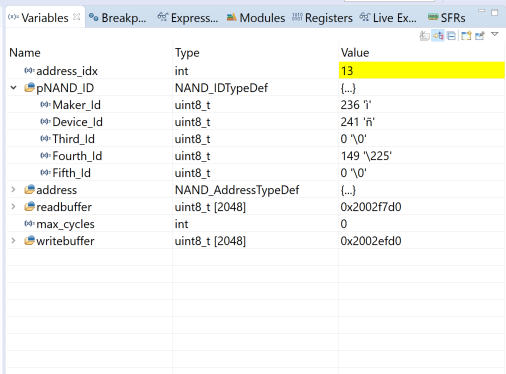 (x)= Variables Breakp... Express... Modules Registers Live Ex... SFRs
Name Type Value
(x)= address_idx int 13
pNAND_ID NAND_IDTypeDef {...}
(x)= Maker_Id uint8_t 236 'ì'
(x)= Device_Id uint8_t 241 'ñ'
(x)= Third_Id uint8_t 0 '\0'
(x)= Fourth_Id uint8_t 149 '\225'
(x)= Fifth_Id uint8_t 0 '\0'
address NAND_AddressTypeDef {...}
readbuffer uint8_t [2048] 0x2002f7d0
(x)= max_cycles int 0
writebuffer uint8_t [2048] 0x2002efd0